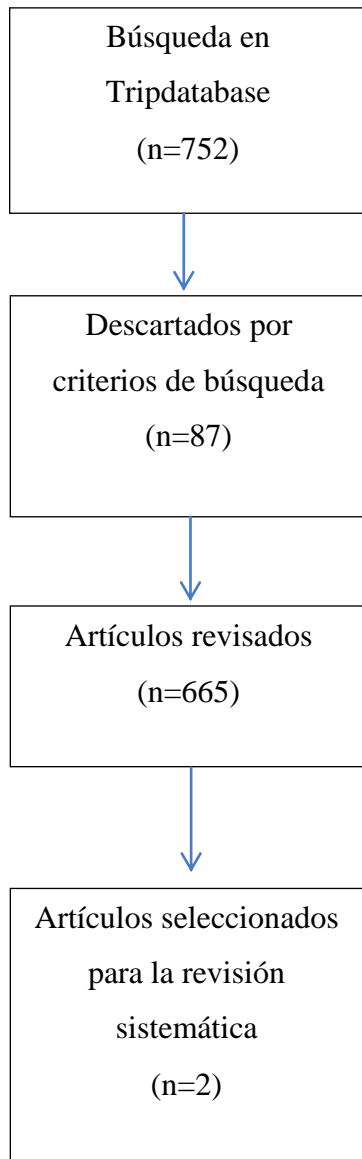 Búsqueda en
Tripdatabase
(n=752)
Descartados por
criterios de búsqueda
(n=87)
Artículos revisados
(n=665)
Artículos seleccionados
para la revisión
sistemática
(n=2)